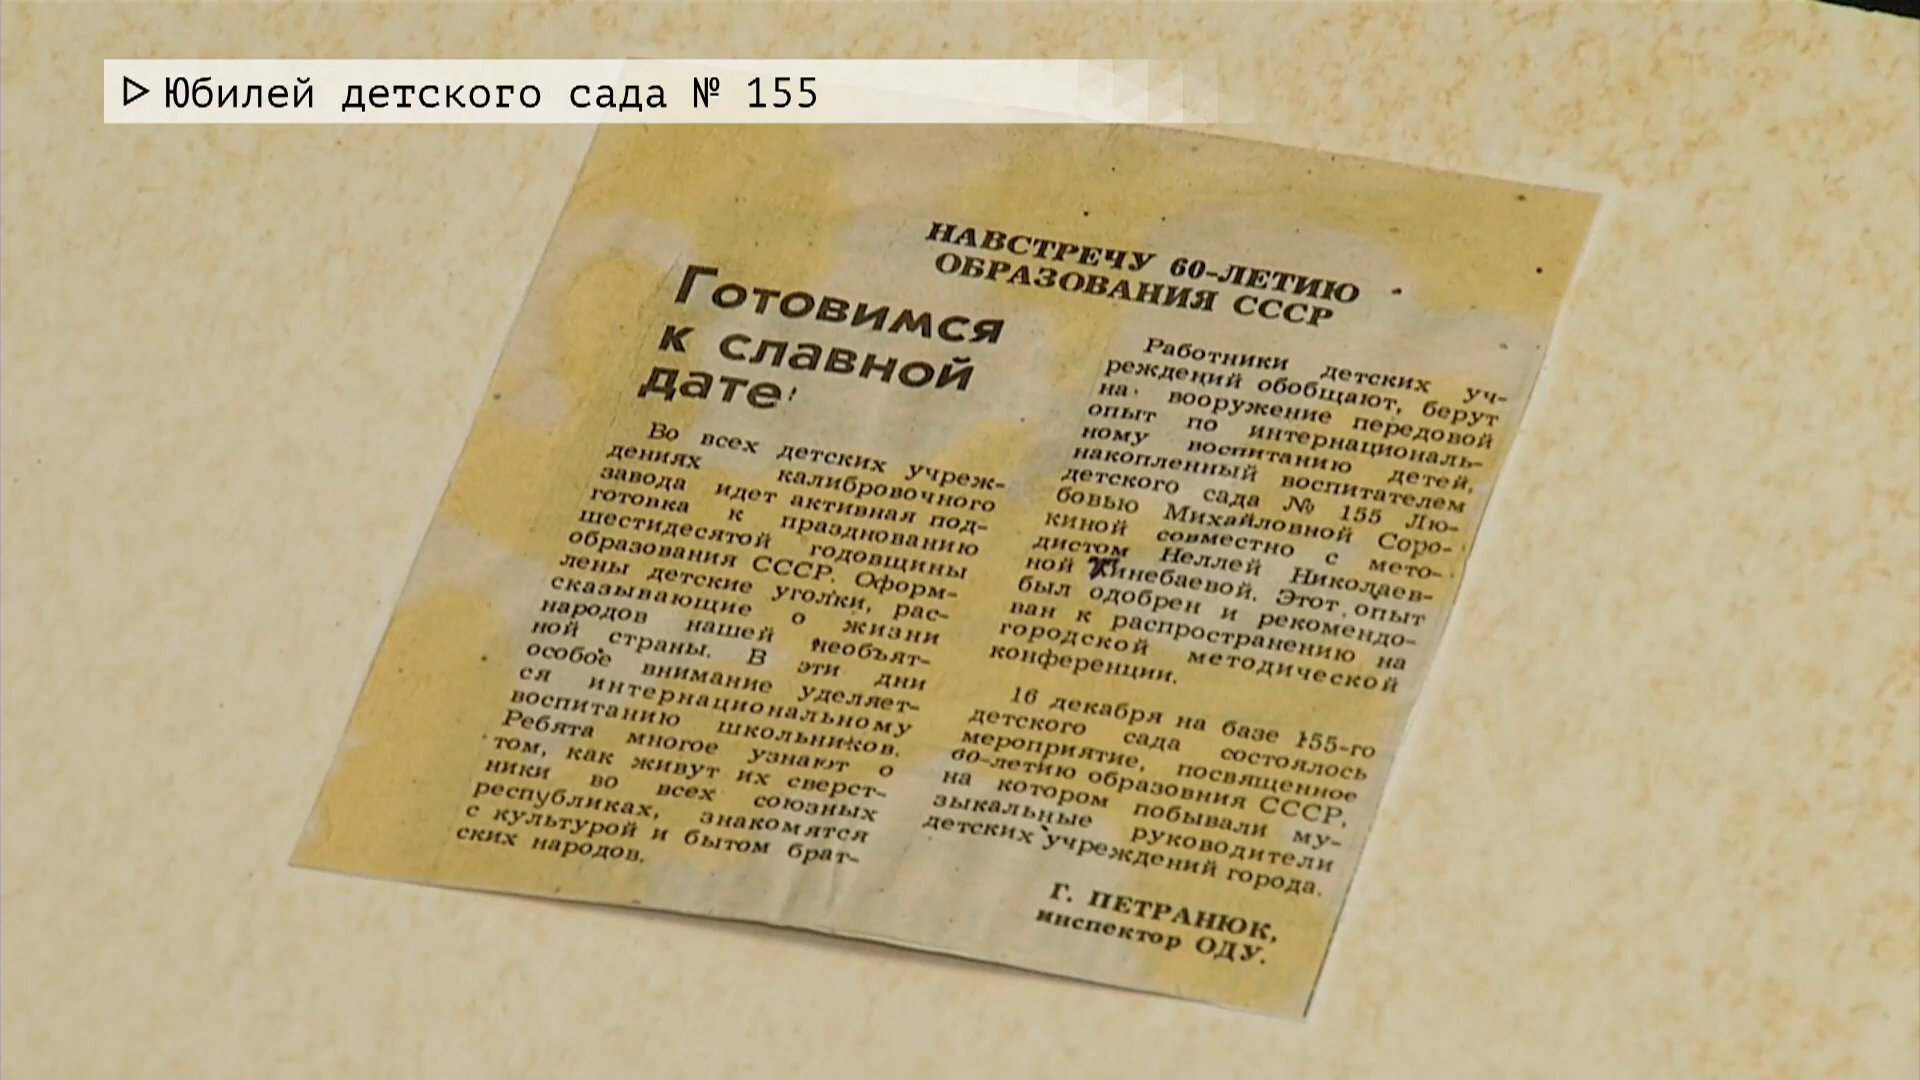 Юбилей детского сада № 155
НАВСТРЕЧУ 60-ЛЕТИЮ
ОБРАЗОВАНИЯ СССР
Готовимся
к славной
дате
Во всех детских учреж-
дениях калибровочного
завода идет активная под-
готовка к празднованию
шестидесятой годовщины
образования СССР. Оформ-
лены детские уголки, рас-
сказывающие о жизни
народов нашей необъят-
ной страны. В эти дни
особое внимание уделяет-
ся интернациональному
воспитанию школьников.
Ребята многое узнают о
том, как живут их сверст-
ники во всех союзных
республиках, знакомятся
с культурой и бытом брат-
ских народов.
Работники детских уч-
реждений обобщают, берут
на вооружение передовой
опыт по интернациональ-
ному воспитанию детей,
накопленный воспитателем
детского сада № 155 Лю-
бовью Михайловной Соро-
киной совместно с мето-
дистом Неллей Николаев-
ной Кинебаевой. Этот опыт
был одобрен и рекомендо-
ван к распространению на
городской методической
конференции.
16 декабря на базе 155-го
детского сада состоялось
мероприятие, посвященное
60-летию образовния СССР,
на котором побывали му-
зыкальные руководители
детских учреждений города.
Г. ПЕТРАНЮК,
инспектор ОДУ.